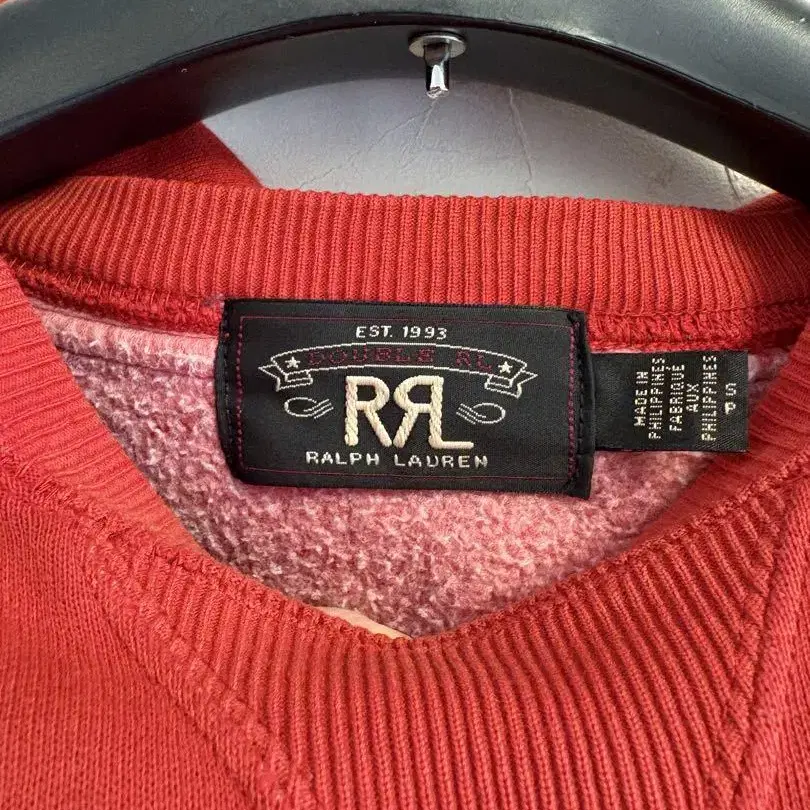 EST. 1993
DOUBLE RL
RRL
RALPH LAUREN
MADE IN
PHILIPPINES
FABRIQUÉ
AUX
PHILIPPINES
S P